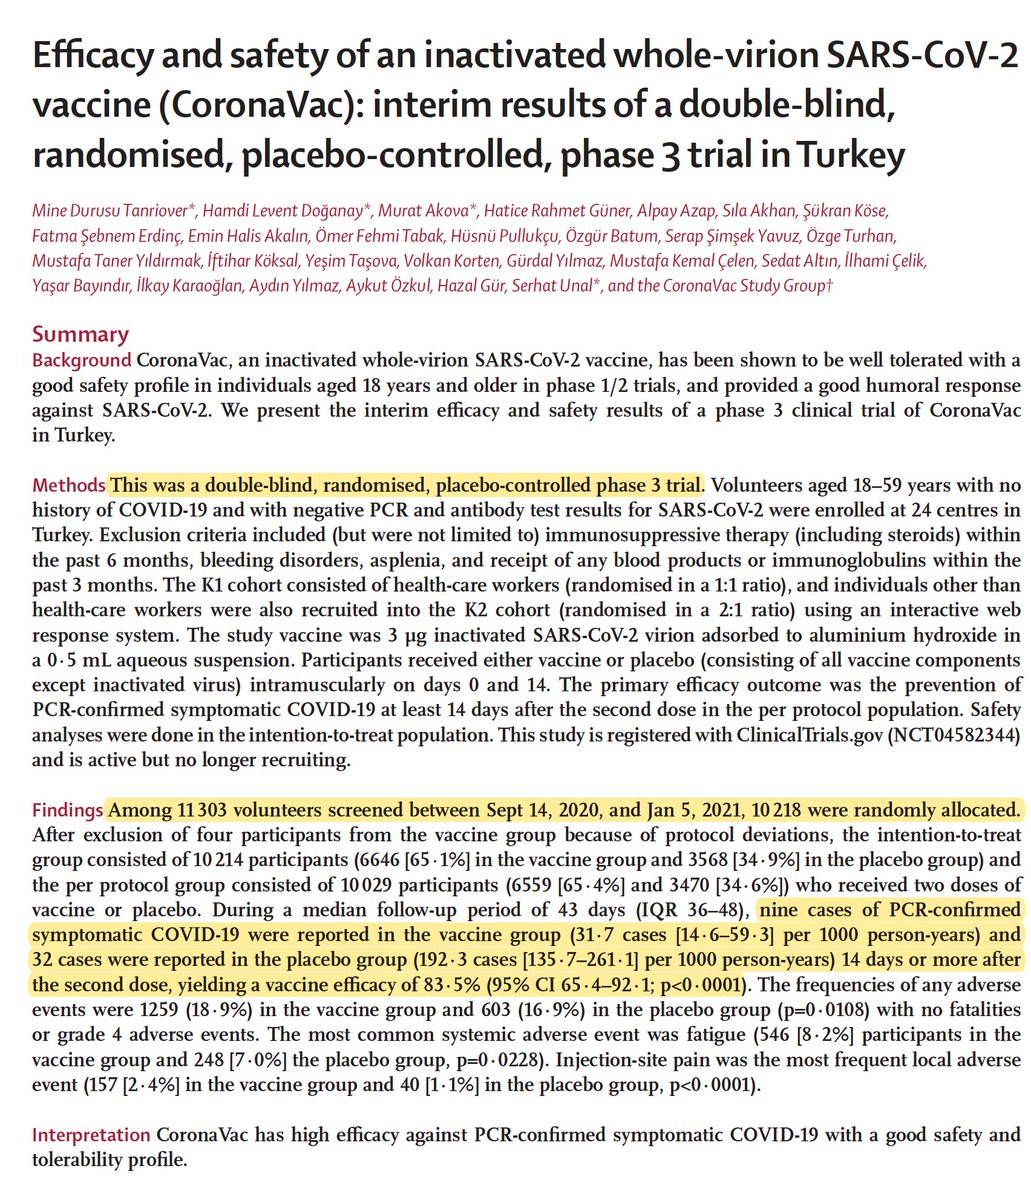 Efficacy and safety of an inactivated whole-virion SARS-CoV-2
vaccine (CoronaVac): interim results of a double-blind,
randomised, placebo-controlled, phase 3 trial in Turkey
Mine Durusu Tanriover*, Hamdi Levent Doğanay*, Murat Akova*, Hatice Rahmet Güner, Alpay Azap, Sıla Akhan, Şükran Köse,
Fatma Şebnem Erdinç, Emin Halis Akalın, Ömer Fehmi Tabak, Hüsnü Pullukçu, Özgür Batum, Serap Şimşek Yavuz, Özge Turhan,
Mustafa Taner Yıldırmak, İftihar Köksal, Yeşim Taşova, Volkan Korten, Gürdal Yılmaz, Mustafa Kemal Çelen, Sedat Altın, İlhami Çelik,
Yaşar Bayındır, İlkay Karaoğlan, Aydın Yılmaz, Aykut Özkul, Hazal Gür, Serhat Unal*, and the CoronaVac Study Group†
Summary
Background CoronaVac, an inactivated whole-virion SARS-CoV-2 vaccine, has been shown to be well tolerated with a
good safety profile in individuals aged 18 years and older in phase 1/2 trials, and provided a good humoral response
against SARS-CoV-2. We present the interim efficacy and safety results of a phase 3 clinical trial of CoronaVac
in Turkey.
Methods This was a double-blind, randomised, placebo-controlled phase 3 trial. Volunteers aged 18–59 years with no
history of COVID-19 and with negative PCR and antibody test results for SARS-CoV-2 were enrolled at 24 centres in
Turkey. Exclusion criteria included (but were not limited to) immunosuppressive therapy (including steroids) within
the past 6 months, bleeding disorders, asplenia, and receipt of any blood products or immunoglobulins within the
past 3 months. The K1 cohort consisted of health-care workers (randomised in a 1:1 ratio), and individuals other than
health-care workers were also recruited into the K2 cohort (randomised in a 2:1 ratio) using an interactive web
response system. The study vaccine was 3 μg inactivated SARS-CoV-2 virion adsorbed to aluminium hydroxide in
a 0·5 mL aqueous suspension. Participants received either vaccine or placebo (consisting of all vaccine components
except inactivated virus) intramuscularly on days 0 and 14. The primary efficacy outcome was the prevention of
PCR-confirmed symptomatic COVID-19 at least 14 days after the second dose in the per protocol population. Safety
analyses were done in the intention-to-treat population. This study is registered with ClinicalTrials.gov (NCT04582344)
and is active but no longer recruiting.
Findings Among 11 303 volunteers screened between Sept 14, 2020, and Jan 5, 2021, 10 218 were randomly allocated.
After exclusion of four participants from the vaccine group because of protocol deviations, the intention-to-treat
group consisted of 10 214 participants (6646 [65·1%] in the vaccine group and 3568 [34·9%] in the placebo group) and
the per protocol group consisted of 10 029 participants (6559 [65·4%] and 3470 [34·6%]) who received two doses of
vaccine or placebo. During a median follow-up period of 43 days (IQR 36–48), nine cases of PCR-confirmed
symptomatic COVID-19 were reported in the vaccine group (31·7 cases [14·6–59·3] per 1000 person-years) and
32 cases were reported in the placebo group (192·3 cases [135·7–261·1] per 1000 person-years) 14 days or more after
the second dose, yielding a vaccine efficacy of 83·5% (95% CI 65·4–92·1; p<0·0001). The frequencies of any adverse
events were 1259 (18·9%) in the vaccine group and 603 (16·9%) in the placebo group (p=0·0108) with no fatalities
or grade 4 adverse events. The most common systemic adverse event was fatigue (546 [8·2%] participants in the
vaccine group and 248 [7·0%] the placebo group, p=0·0228). Injection-site pain was the most frequent local adverse
event (157 [2·4%] in the vaccine group and 40 [1·1%] in the placebo group, p<0·0001).
Interpretation CoronaVac has high efficacy against PCR-confirmed symptomatic COVID-19 with a good safety and
tolerability profile.